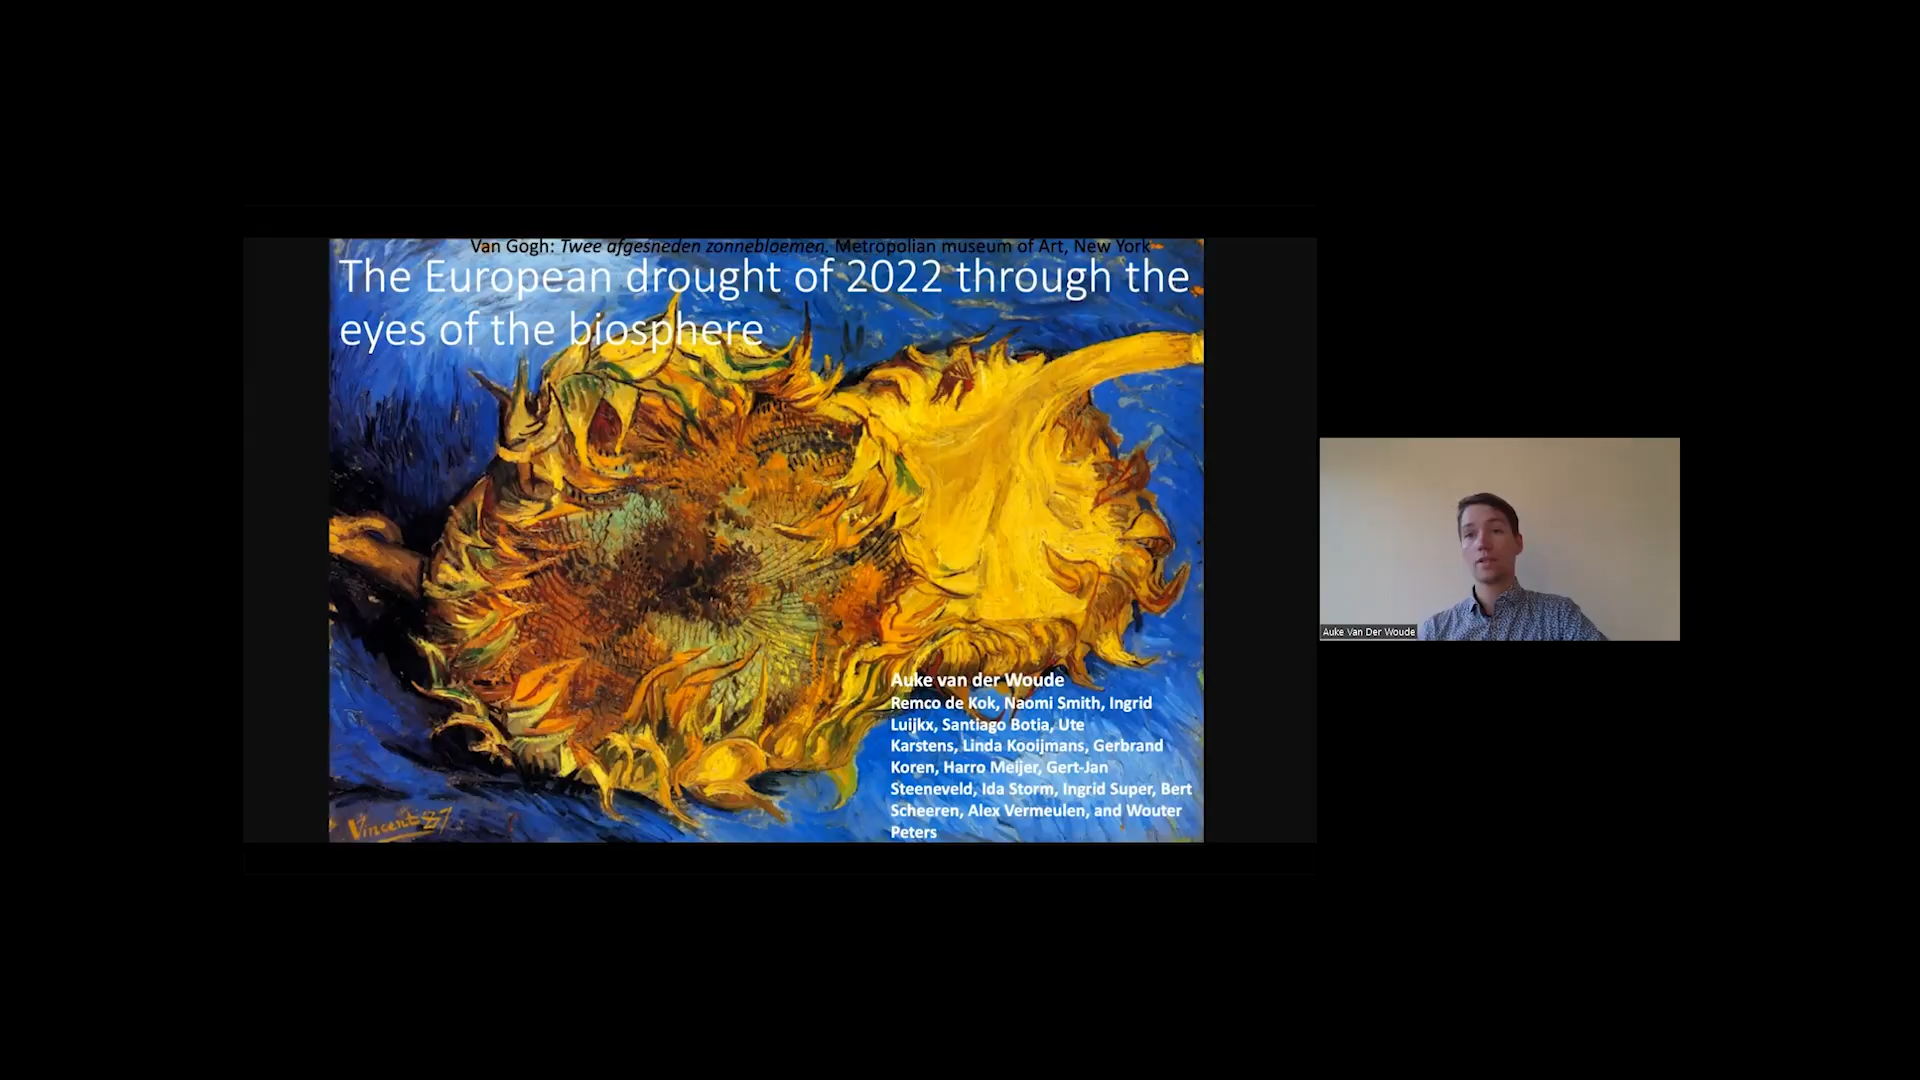 Van Gogh: Twee afgesneden zonnebloemen. Metropolian museum of Art, New York
The European drought of 2022 through the
eyes of the biosphere
Auke van der Woude
Remco de Kok, Naomi Smith, Ingrid
Luijkx, Santiago Botia, Ute
Karstens, Linda Kooijmans, Gerbrand
Koren, Harro Meijer, Gert-Jan
Steeneveld, Ida Storm, Ingrid Super, Bert
Scheeren, Alex Vermeulen, and Wouter
Peters
Vincent 87
Auke Van Der Woude